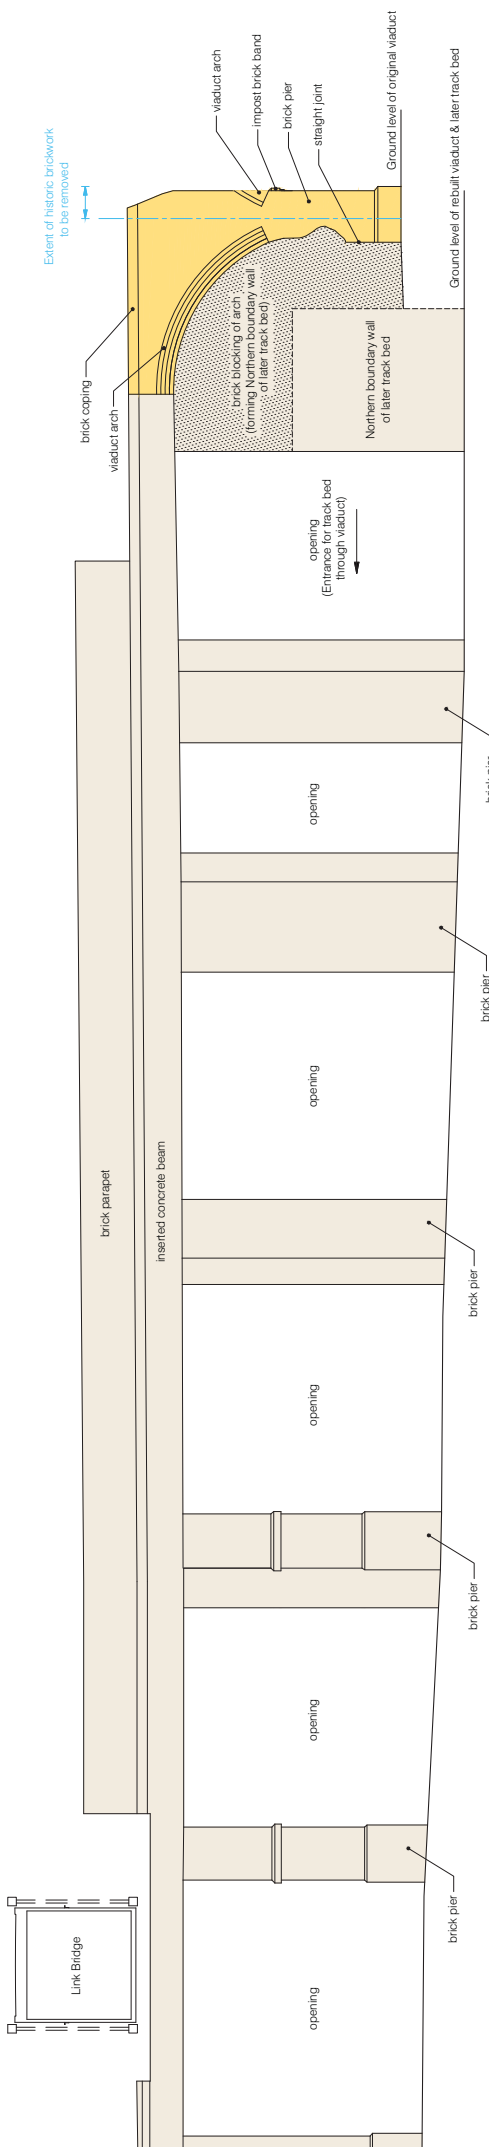 Extent of historic brickwork
to be removed
viaduct arch
impost brick band
brick pier
straight joint
Ground level of original viaduct
Ground level of rebuilt viaduct & later track bed
brick coping
viaduct arch
brick blocking of arch
(forming Northern boundary wall
of later track bed)
Northern boundary wall
of later track bed
opening
(Entrance for track bed
through viaduct)
opening
brick pier
opening
brick parapet
inserted concrete beam
brick pier
opening
brick pier
opening
brick pier
Link Bridge
opening